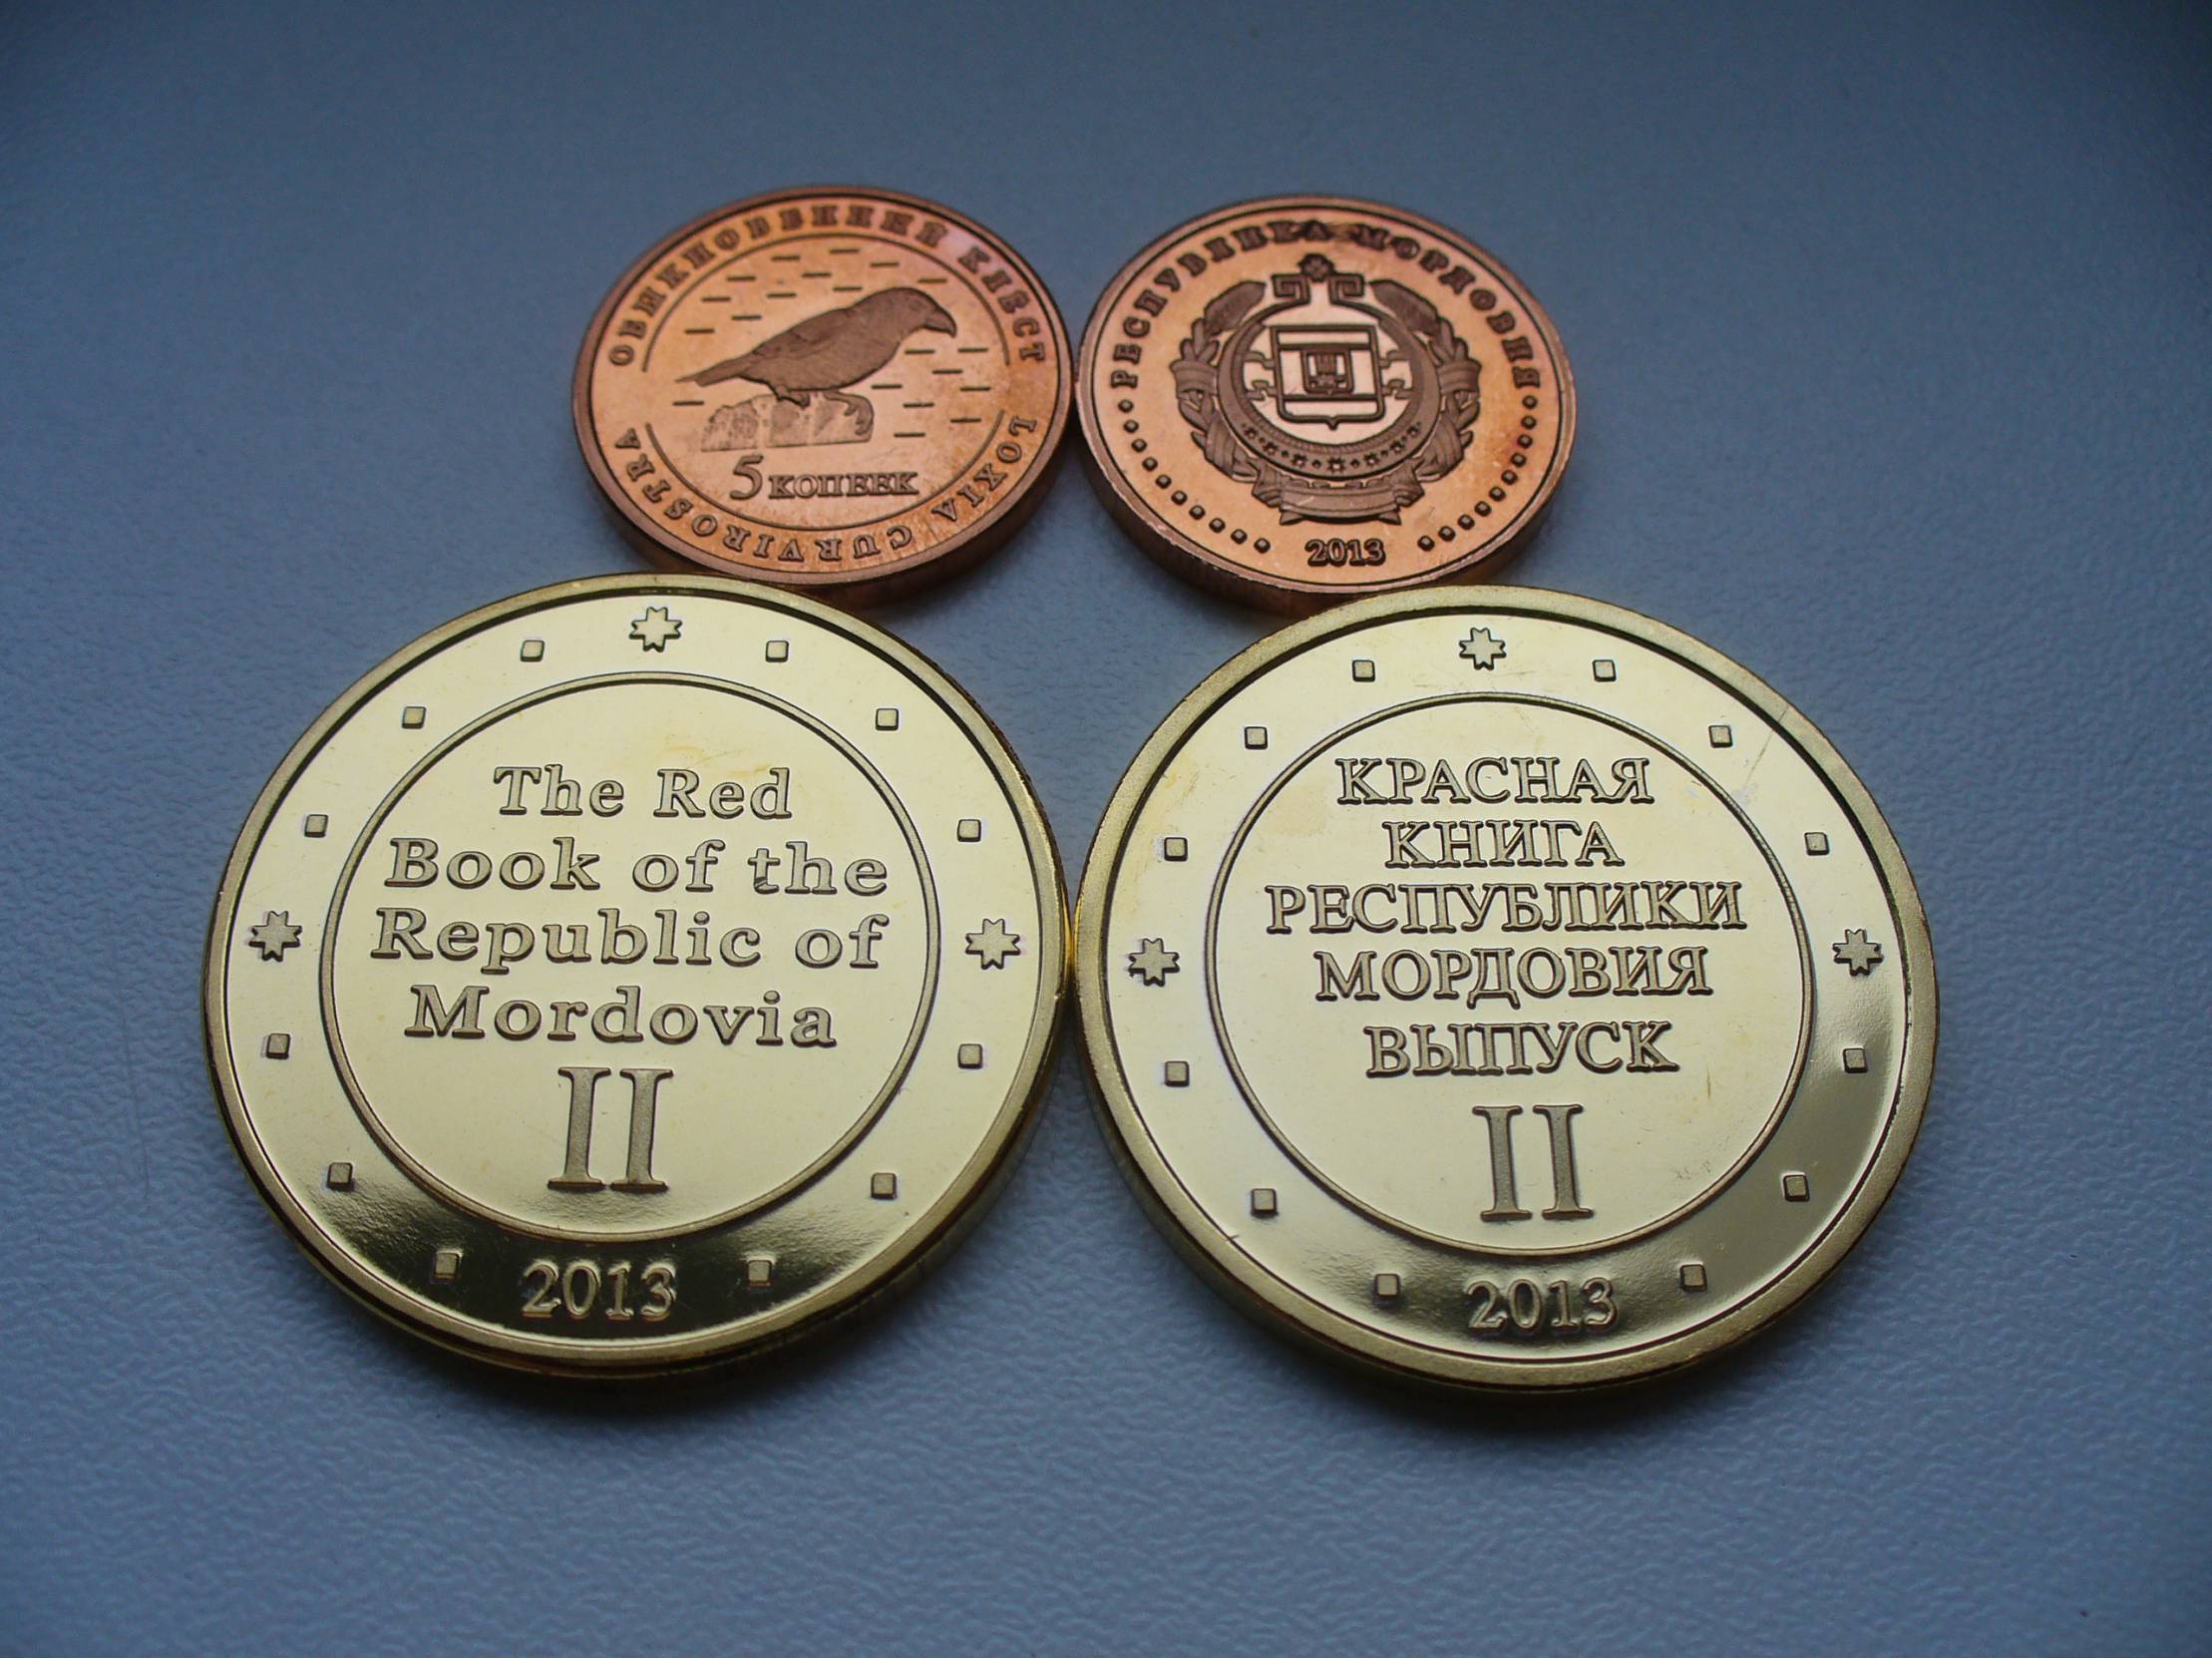 ОБЫКНОВЕННЫЙ КЛЕСТ
5 КОПЕЕК
LOXIA CURVIROSTRA
РЕСПУБЛИКА МОРДОВИЯ
2013
The Red
Book of the
Republic of
Mordovia
II
2013
КРАСНАЯ
КНИГА
РЕСПУБЛИКИ
МОРДОВИЯ
ВЫПУСК
II
2013